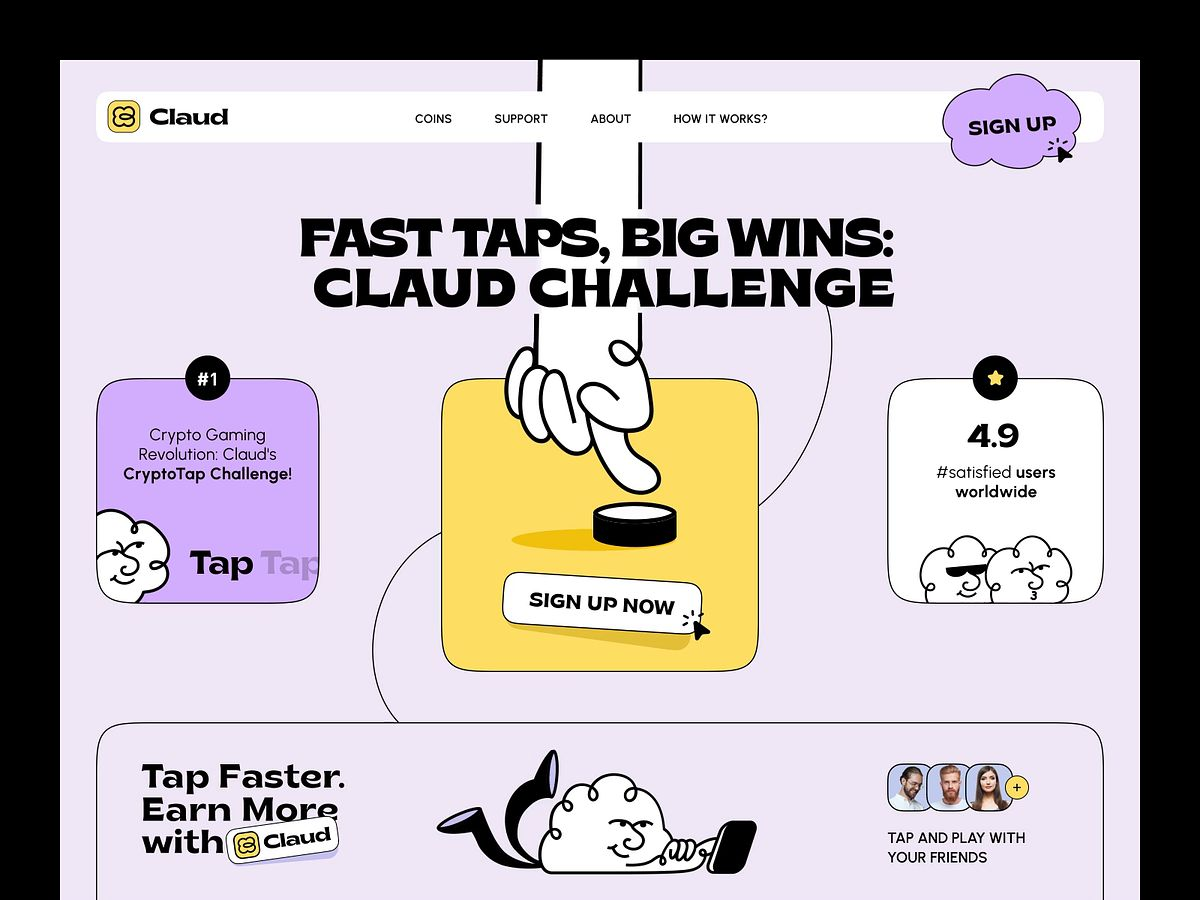 Claud
COINS
SUPPORT
ABOUT
HOW IT WORKS?
SIGN UP
FAST TAPS, BIG WINS:
CLAUD CHALLENGE
#1
Crypto Gaming
Revolution: Claud's
CryptoTap Challenge!
Tap Tap
SIGN UP NOW
4.9
#satisfied users
worldwide
Tap Faster.
Earn More
with Claud
+
TAP AND PLAY WITH
YOUR FRIENDS